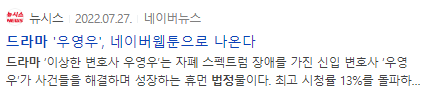 뉴시스 NEWSIS 뉴시스 2022.07.27. 네이버뉴스
드라마 '우영우', 네이버웹툰으로 나온다
드라마 '이상한 변호사 우영우'는 자폐 스펙트럼 장애를 가진 신입 변호사 '우영
우'가 사건들을 해결하며 성장하는 휴먼 법정물이다. 최고 시청률 13%를 돌파하...